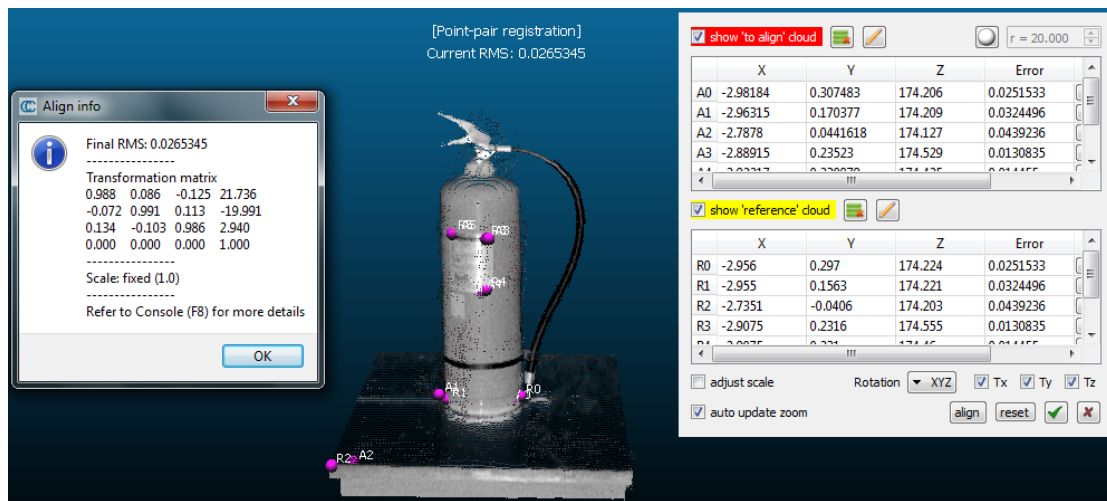 [Point-pair registration]
Current RMS: 0.0265345
Align info
Final RMS: 0.0265345
----------------
Transformation matrix
0.988 0.086 -0.125 21.736
-0.072 0.991 0.113 -19.991
0.134 -0.103 0.986 2.940
0.000 0.000 0.000 1.000
----------------
Scale: fixed (1.0)
----------------
Refer to Console (F8) for more details
OK
R0
R1
R2 A2
show 'to align' cloud
r = 20.000
X Y Z Error
A0 -2.98184 0.307483 174.206 0.0251533
A1 -2.96315 0.170377 174.209 0.0324496
A2 -2.7878 0.0441618 174.127 0.0439236
A3 -2.88915 0.23523 174.529 0.0130835
show 'reference' cloud
X Y Z Error
R0 -2.956 0.297 174.224 0.0251533
R1 -2.955 0.1563 174.221 0.0324496
R2 -2.7351 -0.0406 174.203 0.0439236
R3 -2.9075 0.2316 174.555 0.0130835
adjust scale Rotation XYZ Tx Ty Tz
auto update zoom align reset